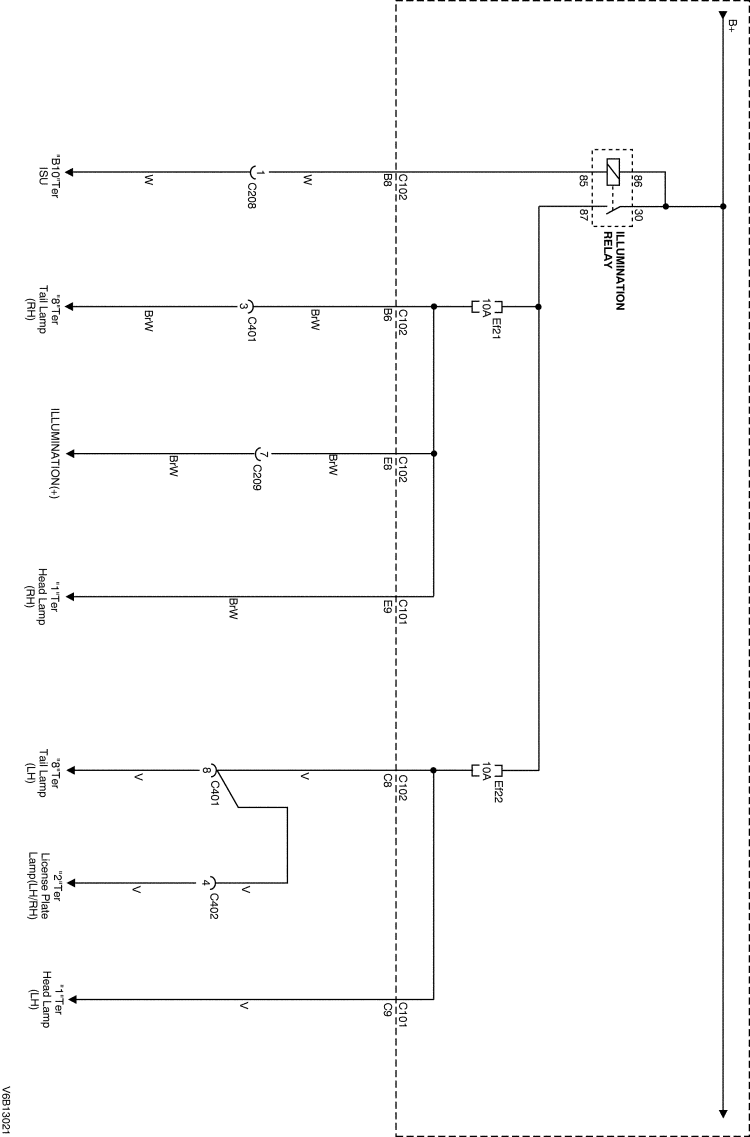 B+
86
30
85
87
ILLUMINATION
RELAY
Ef21
10A
Ef22
10A
C102
B8
C102
B6
C102
E8
C101
E9
C102
C8
C101
C9
W
1
C208
W
BrW
3
C401
BrW
BrW
7
C209
BrW
BrW
V
8
C401
V
V
4
C402
V
V
"B10"Ter
ISU
"8"Ter
Tail Lamp
(RH)
ILLUMINATION(+)
"1"Ter
Head Lamp
(RH)
"8"Ter
Tail Lamp
(LH)
"2"Ter
License Plate
Lamp(LH/RH)
"1"Ter
Head Lamp
(LH)
V6B13021